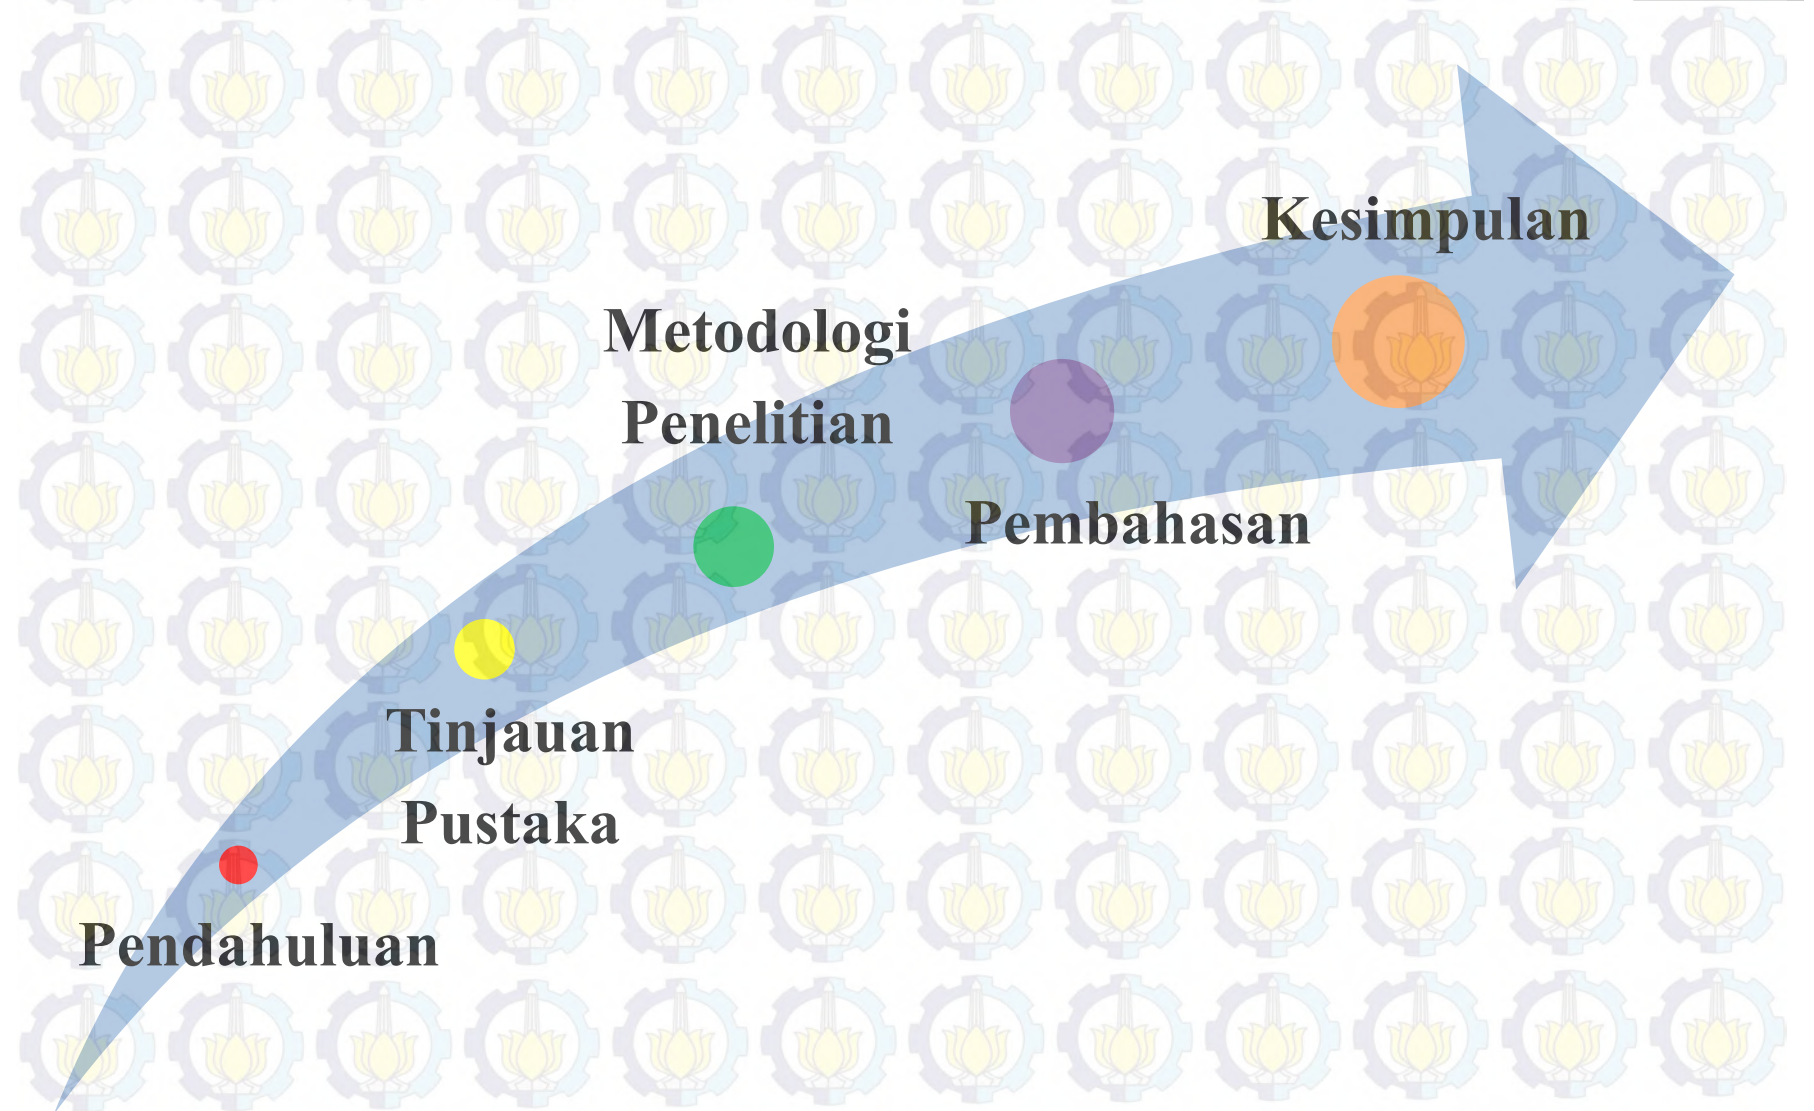 Pendahuluan
Tinjauan
Pustaka
Metodologi
Penelitian
Pembahasan
Kesimpulan